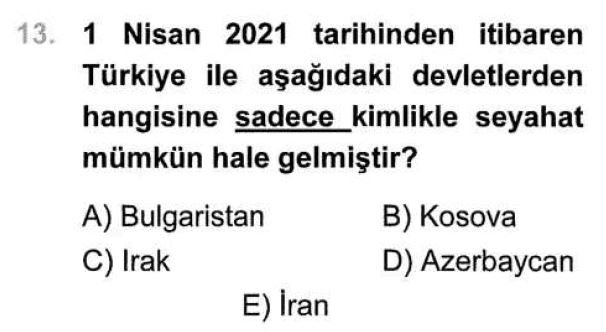 13. 1 Nisan 2021 tarihinden itibaren
Türkiye ile aşağıdaki devletlerden
hangisine sadece kimlikle seyahat
mümkün hale gelmiştir?
A) Bulgaristan B) Kosova
C) Irak D) Azerbaycan
E) İran